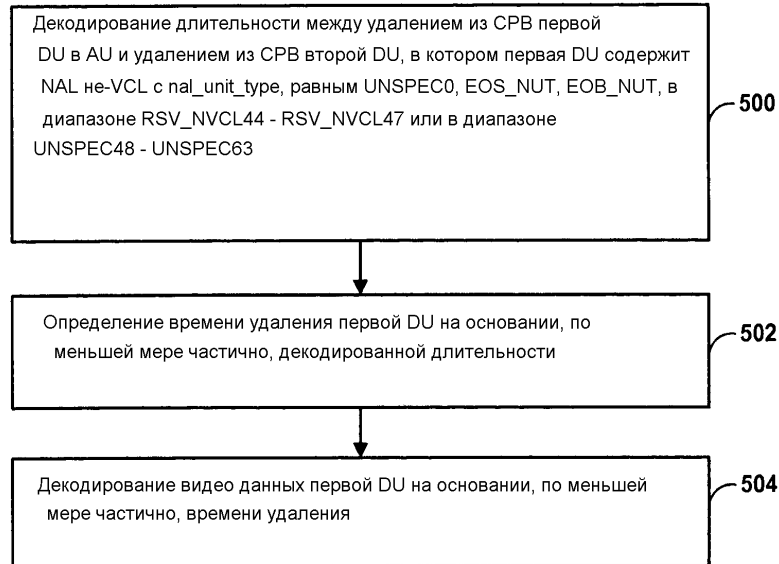 Декодирование длительности между удалением из CPB первой
DU в AU и удалением из CPB второй DU, в котором первая DU содержит
NAL не-VCL с nal_unit_type, равным UNSPEC0, EOS_NUT, EOB_NUT, в
диапазоне RSV_NVCL44 - RSV_NVCL47 или в диапазоне
UNSPEC48 - UNSPEC63
500
Определение времени удаления первой DU на основании, по
меньшей мере частично, декодированной длительности
502
Декодирование видео данных первой DU на основании, по меньшей
мере частично, времени удаления
504